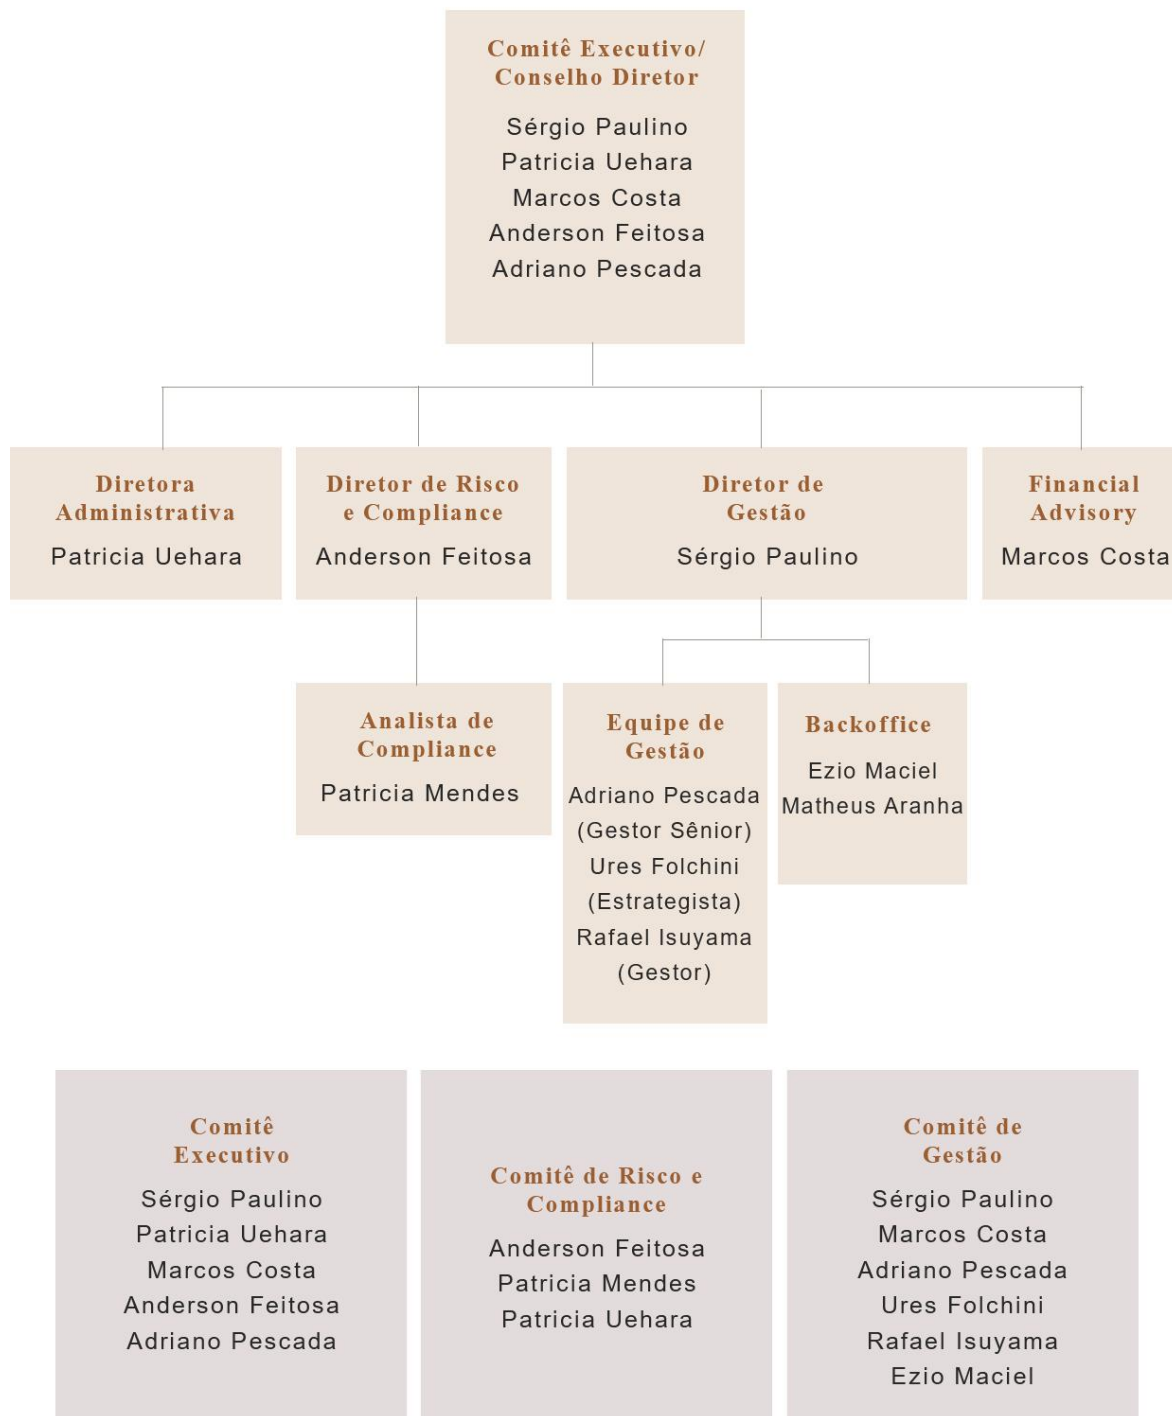 Comitê Executivo/
Conselho Diretor
Sérgio Paulino
Patricia Uehara
Marcos Costa
Anderson Feitosa
Adriano Pescada
Diretora
Administrativa
Patricia Uehara
Diretor de Risco
e Compliance
Anderson Feitosa
Diretor de
Gestão
Sérgio Paulino
Financial
Advisory
Marcos Costa
Analista de
Compliance
Patricia Mendes
Equipe de
Gestão
Adriano Pescada
(Gestor Sênior)
Ures Folchini
(Estrategista)
Rafael Isuyama
(Gestor)
Backoffice
Ezio Maciel
Matheus Aranha
Comitê
Executivo
Sérgio Paulino
Patricia Uehara
Marcos Costa
Anderson Feitosa
Adriano Pescada
Comitê de Risco e
Compliance
Anderson Feitosa
Patricia Mendes
Patricia Uehara
Comitê de
Gestão
Sérgio Paulino
Marcos Costa
Adriano Pescada
Ures Folchini
Rafael Isuyama
Ezio Maciel